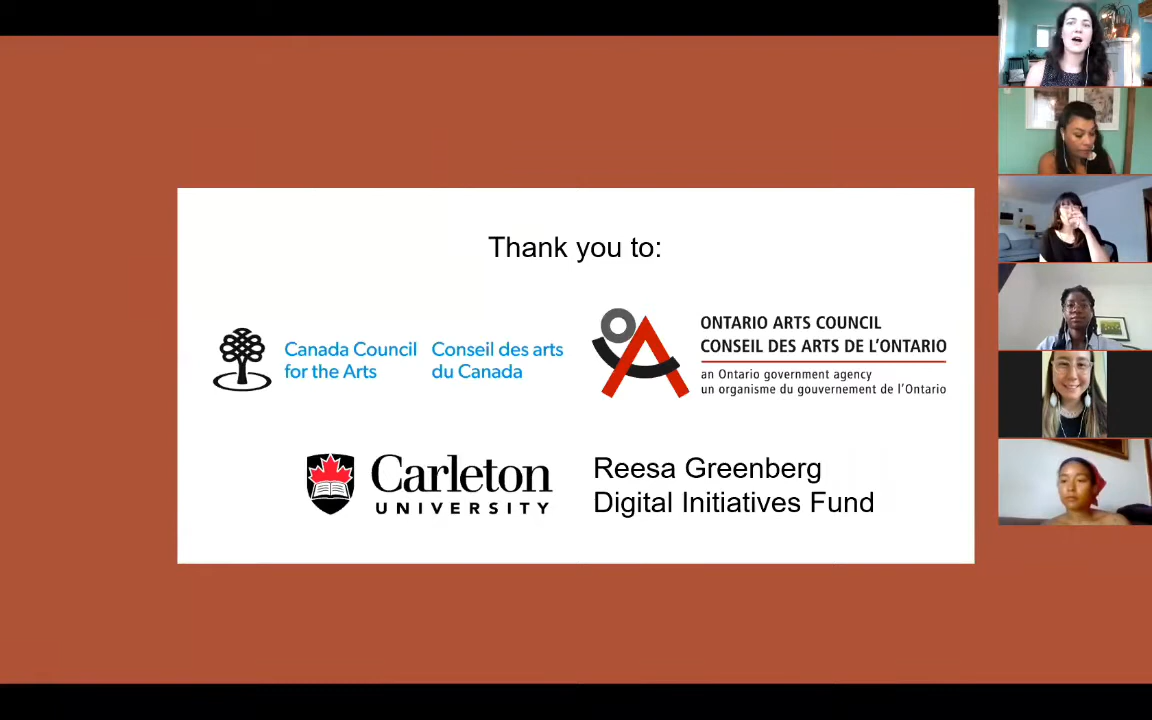 Thank you to:
Canada Council Conseil des arts
for the Arts du Canada
ONTARIO ARTS COUNCIL
CONSEIL DES ARTS DE L'ONTARIO
an Ontario government agency
un organisme du gouvernement de l'Ontario
Carleton
UNIVERSITY
Reesa Greenberg
Digital Initiatives Fund